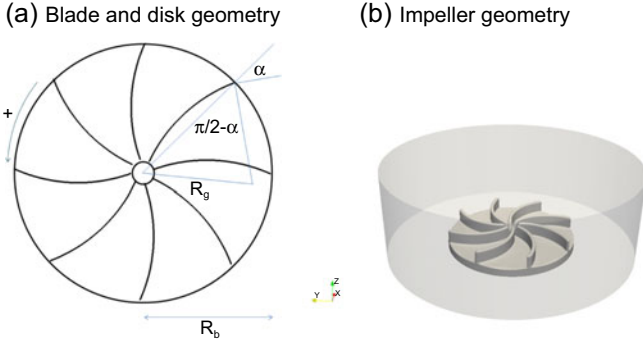 (a) Blade and disk geometry
(b) Impeller geometry
α
+
π/2-α
R_g
R_b
Z
Y
X